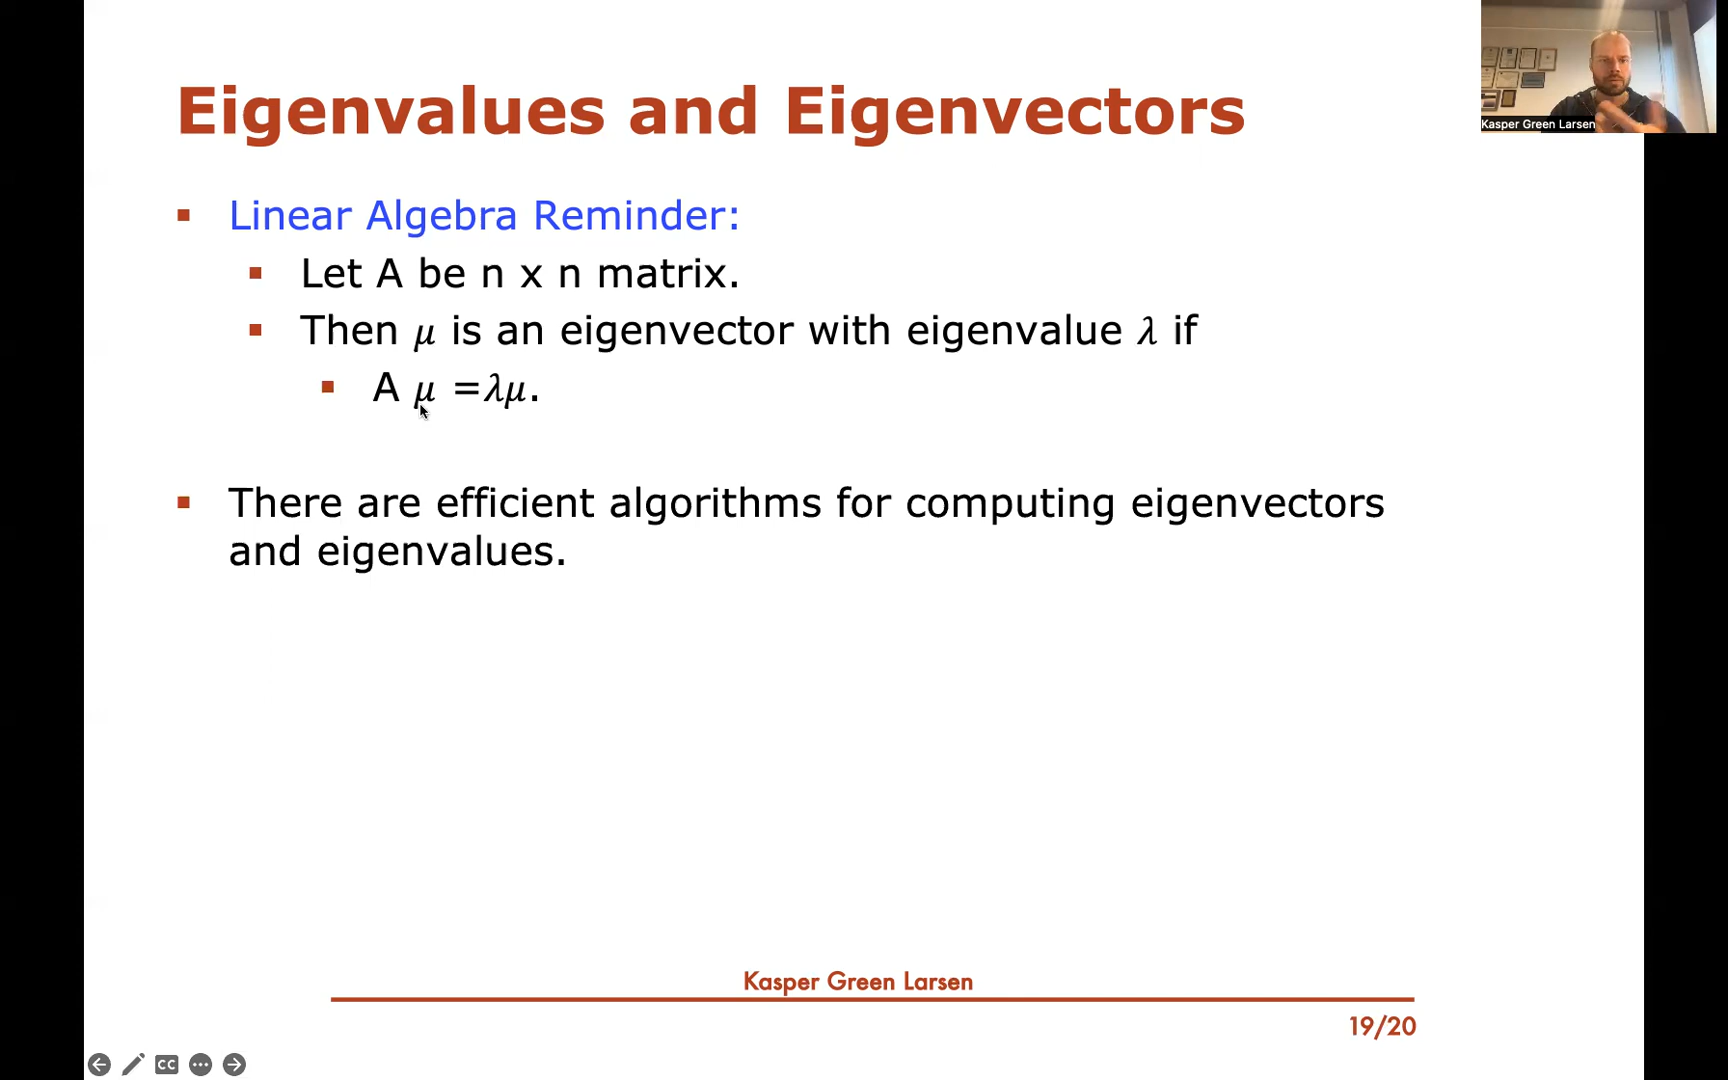 Eigenvalues and Eigenvectors
Kasper Green Larsen
Linear Algebra Reminder:
Let A be n x n matrix.
Then μ is an eigenvector with eigenvalue λ if
A μ =λμ.
There are efficient algorithms for computing eigenvectors
and eigenvalues.
Kasper Green Larsen
19/20
CC